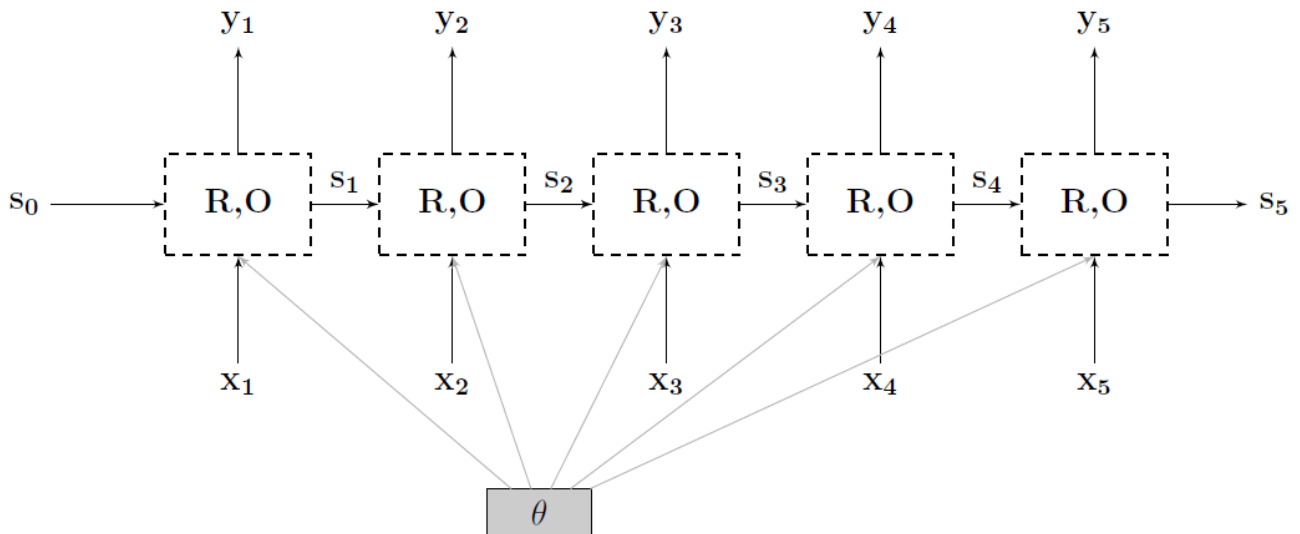 y₁ y₂ y₃ y₄ y₅
s₀ R,O s₁ R,O s₂ R,O s₃ R,O s₄ R,O s₅
x₁ x₂ x₃ x₄ x₅
θ